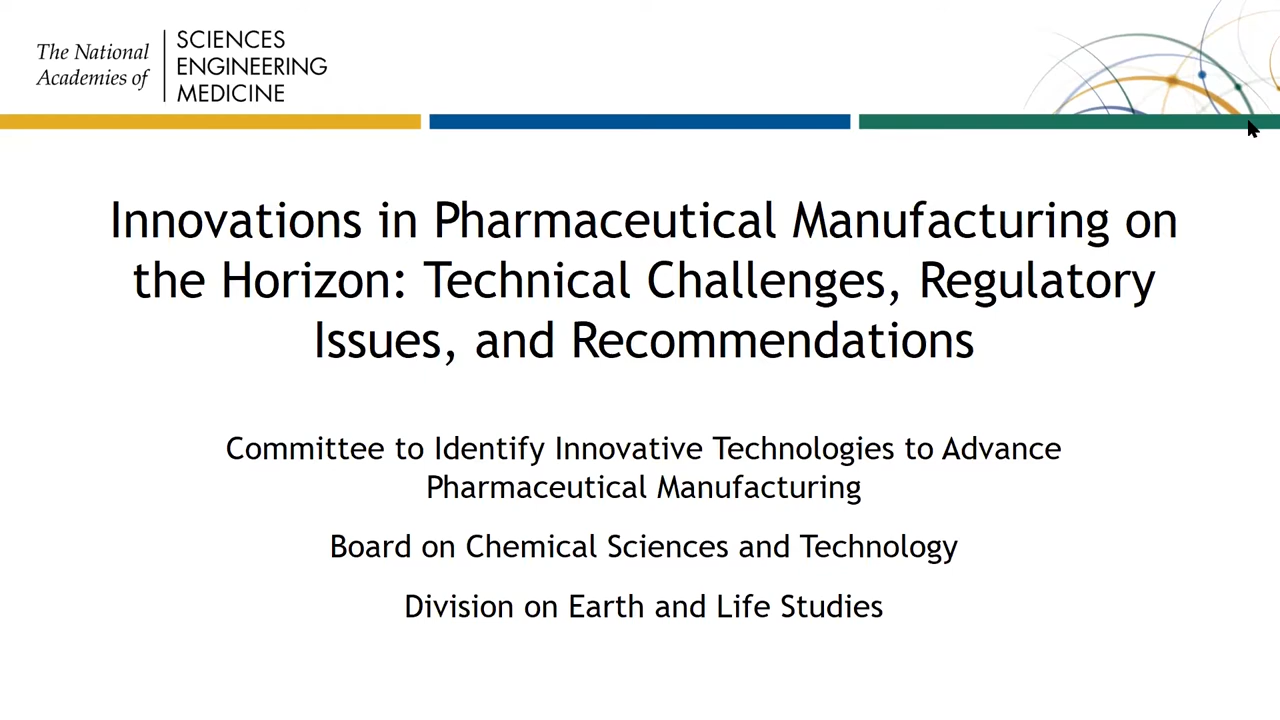 The National
Academies of
SCIENCES
ENGINEERING
MEDICINE
Innovations in Pharmaceutical Manufacturing on
the Horizon: Technical Challenges, Regulatory
Issues, and Recommendations
Committee to Identify Innovative Technologies to Advance
Pharmaceutical Manufacturing
Board on Chemical Sciences and Technology
Division on Earth and Life Studies